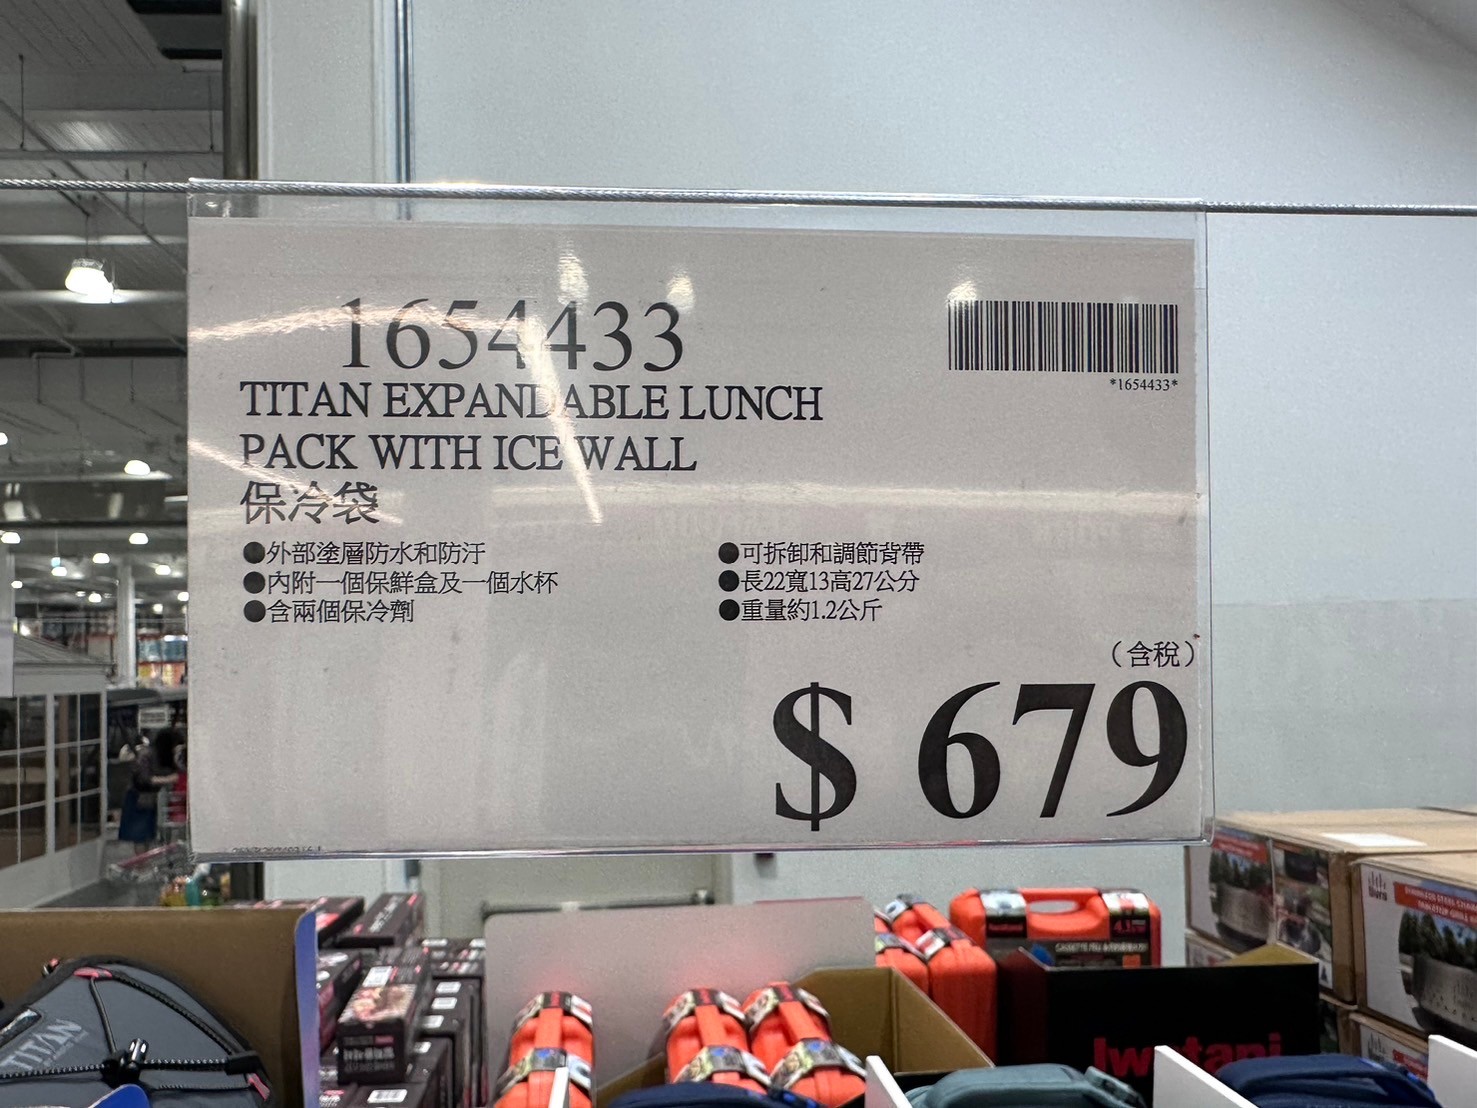 1654433
*1654433*
TITAN EXPANDABLE LUNCH
PACK WITH ICE WALL
保冷袋
●外部塗層防水和防汙
●內附一個保鮮盒及一個水杯
●含兩個保冷劑
●可拆卸和調節背帶
●長22寬13高27公分
●重量約1.2公斤
（含稅）
$ 679
TITAN
Iwatani